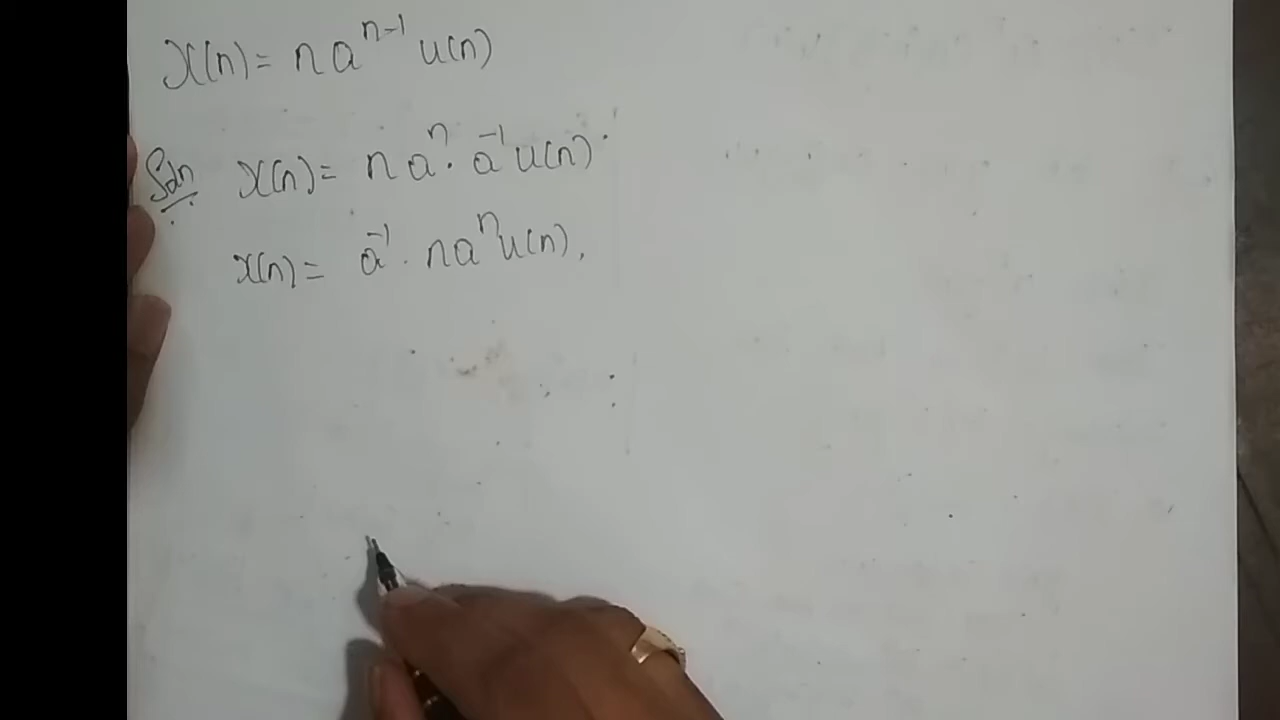 x(n) = n a^{n-1} u(n)
Soln x(n) = n a^n . a^{-1} u(n).
x(n) = a^{-1} . n a^n u(n),